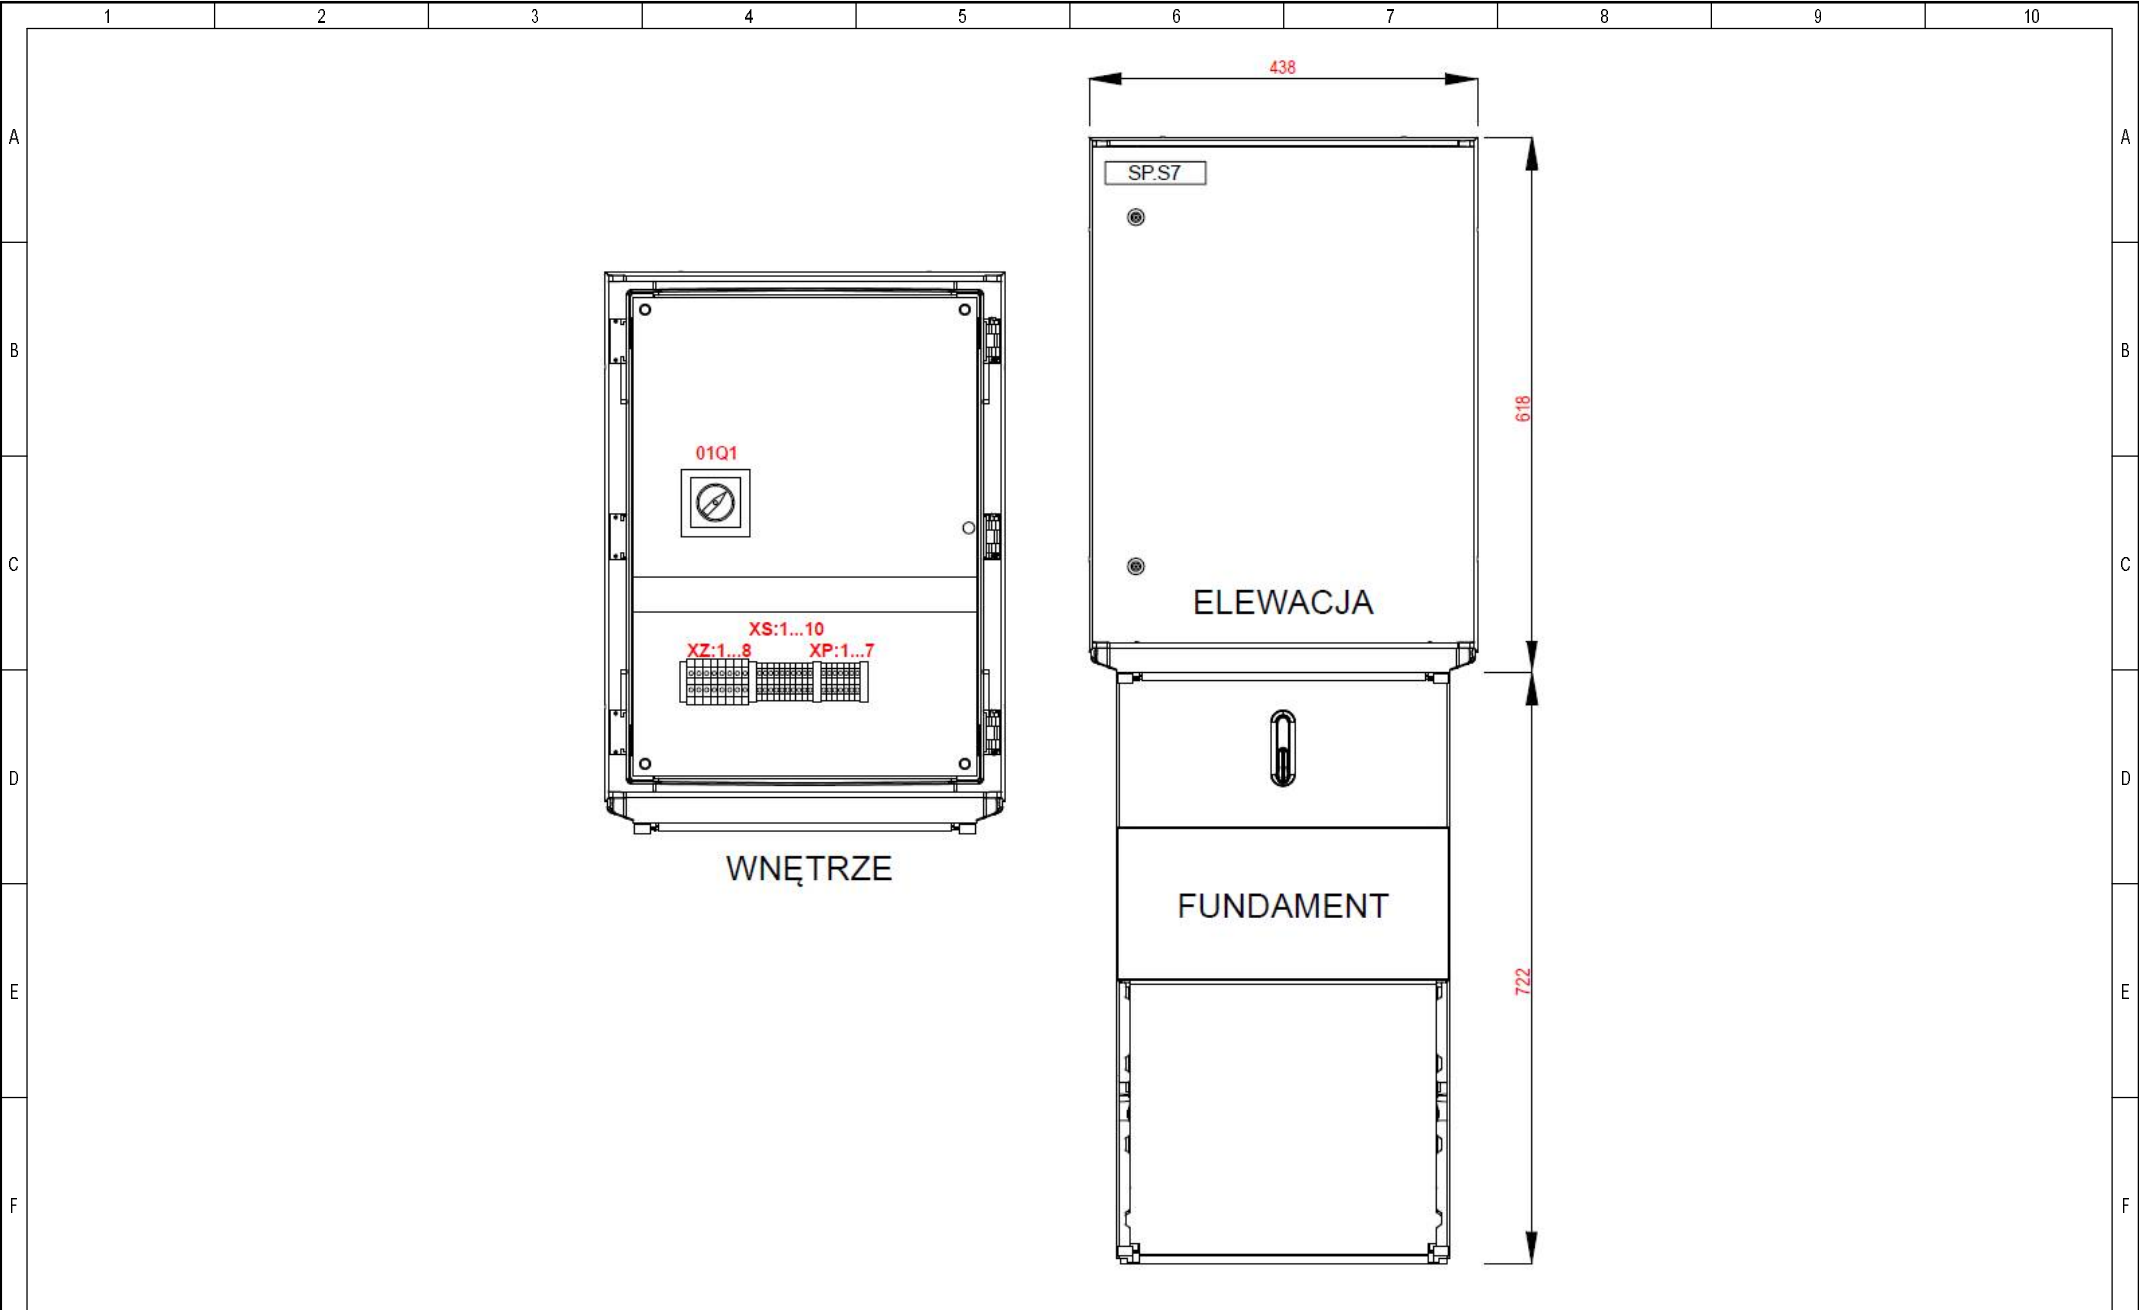 1 2 3 4 5 6 7 8 9 10
438
A A
SP.S7
B B
618
01Q1
C C
ELEWACJA
XS:1...10
XZ:1...8 XP:1...7
D D
WNĘTRZE
FUNDAMENT
722
E E
F F